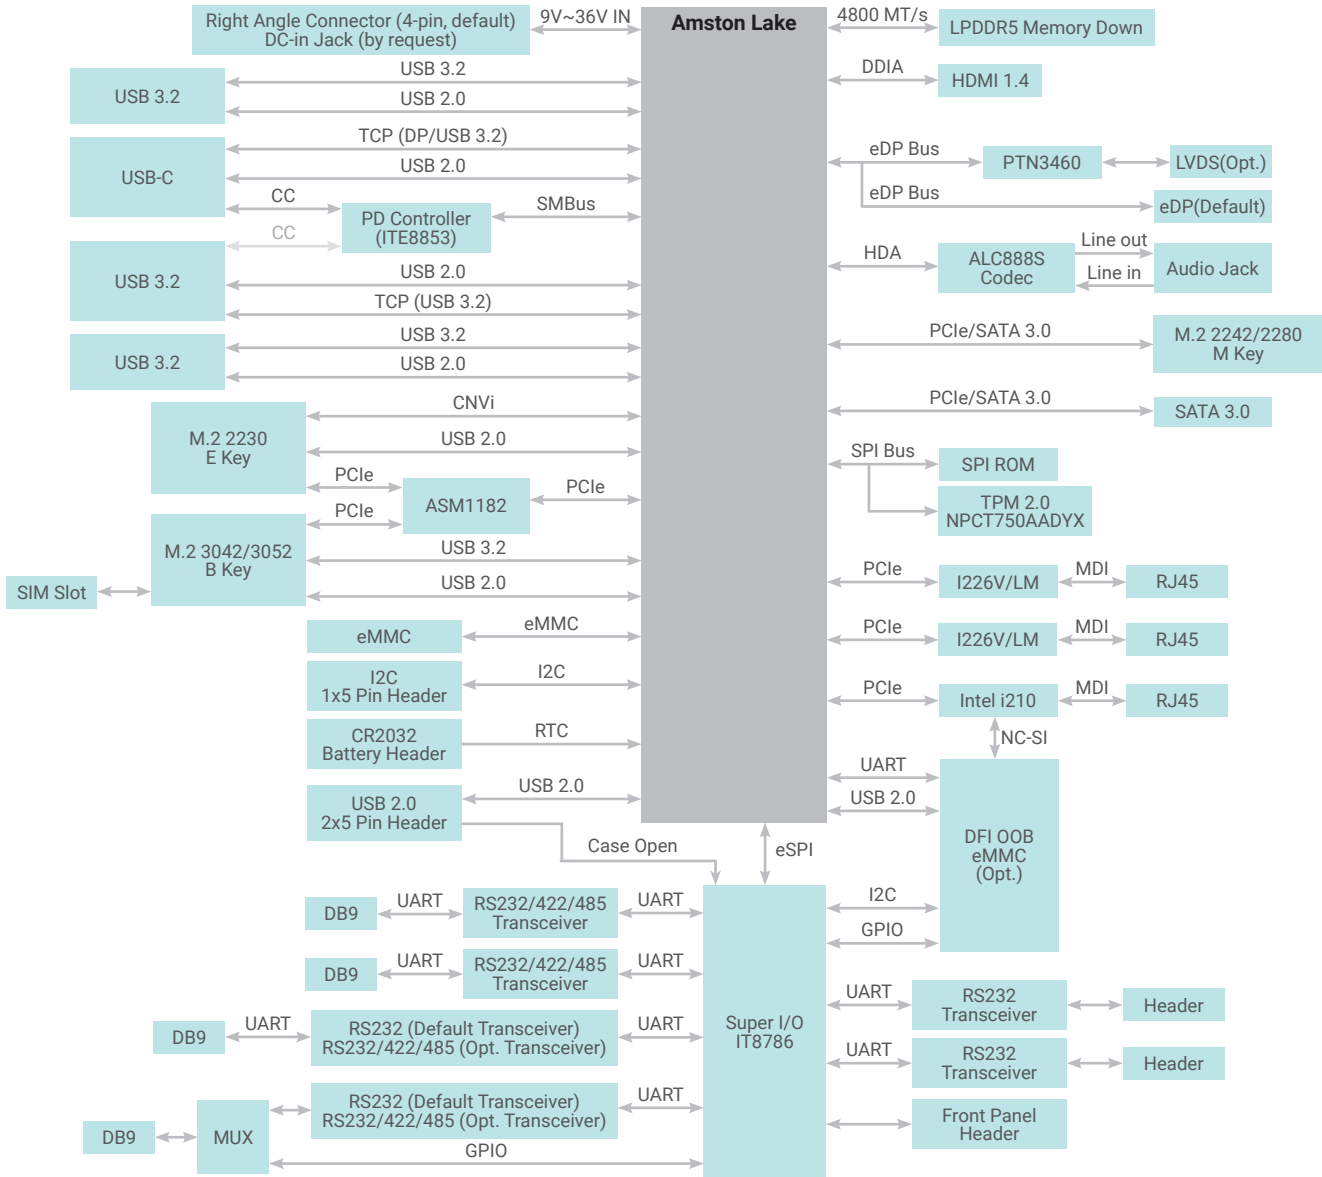 Right Angle Connector (4-pin, default)
DC-in Jack (by request)
9V~36V IN
Amston Lake
4800 MT/s
LPDDR5 Memory Down
USB 3.2
USB 3.2
USB 2.0
DDIA
HDMI 1.4
USB-C
TCP (DP/USB 3.2)
USB 2.0
CC
PD Controller
(ITE8853)
SMBus
CC
eDP Bus
PTN3460
LVDS(Opt.)
eDP Bus
eDP(Default)
USB 3.2
USB 2.0
TCP (USB 3.2)
HDA
ALC888S
Codec
Line out
Line in
Audio Jack
USB 3.2
USB 3.2
USB 2.0
PCIe/SATA 3.0
M.2 2242/2280
M Key
M.2 2230
E Key
CNVi
USB 2.0
PCIe
PCIe/SATA 3.0
SATA 3.0
ASM1182
PCIe
SPI Bus
SPI ROM
TPM 2.0
NPCT750AADYX
PCIe
M.2 3042/3052
B Key
USB 3.2
USB 2.0
SIM Slot
PCIe
I226V/LM
MDI
RJ45
eMMC
eMMC
PCIe
I226V/LM
MDI
RJ45
I2C
1x5 Pin Header
I2C
PCIe
Intel i210
MDI
RJ45
CR2032
Battery Header
RTC
NC-SI
USB 2.0
2x5 Pin Header
USB 2.0
UART
USB 2.0
DFI OOB
eMMC
(Opt.)
Case Open
eSPI
I2C
GPIO
DB9
UART
RS232/422/485
Transceiver
UART
DB9
UART
RS232/422/485
Transceiver
UART
DB9
UART
RS232 (Default Transceiver)
RS232/422/485 (Opt. Transceiver)
UART
Super I/O
IT8786
UART
RS232
Transceiver
Header
UART
RS232
Transceiver
Header
DB9
MUX
RS232 (Default Transceiver)
RS232/422/485 (Opt. Transceiver)
UART
GPIO
Front Panel
Header